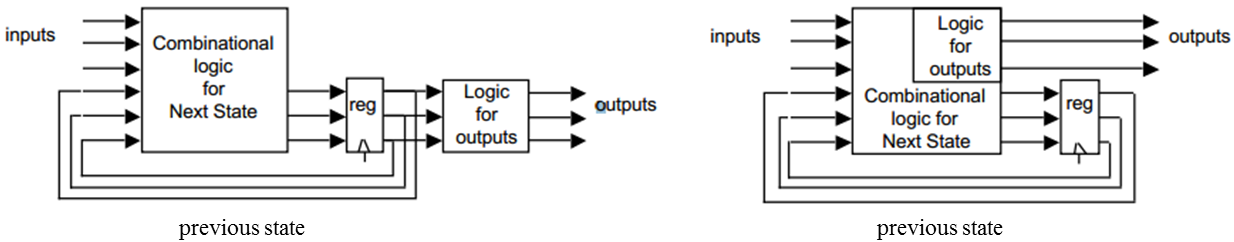 inputs
Combinational
logic
for
Next State
reg
Logic
for
outputs
outputs
previous state
inputs
Logic
for
outputs
Combinational
logic for
Next State
reg
outputs
previous state